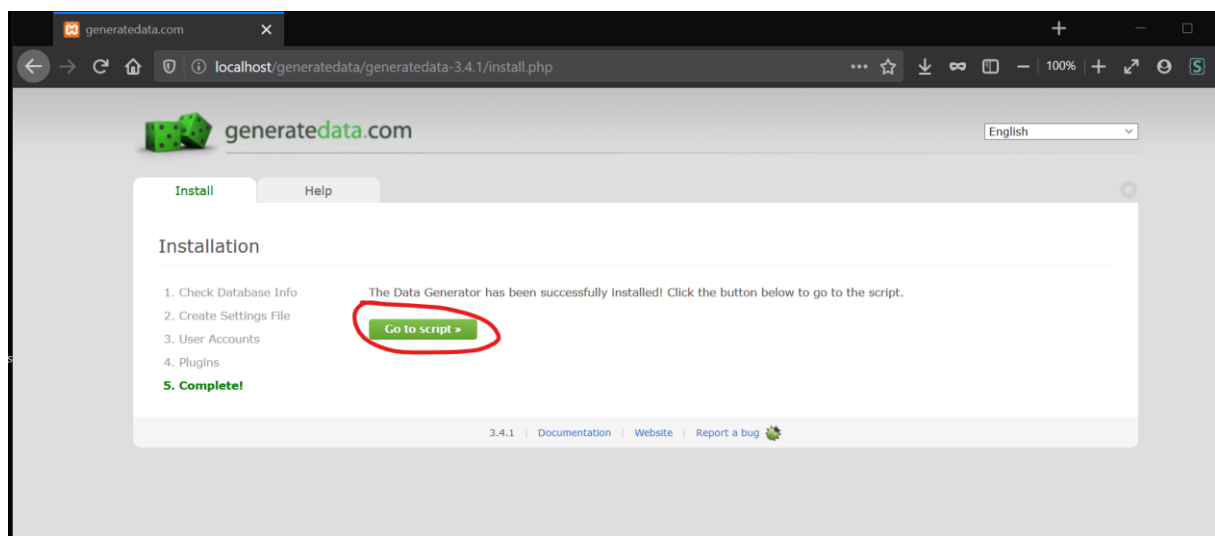 generatedata.com
localhost/generatedata/generatedata-3.4.1/install.php
100%
S
generatedata.com
English
Install
Help
Installation
1. Check Database Info
2. Create Settings File
3. User Accounts
4. Plugins
5. Complete!
The Data Generator has been successfully installed! Click the button below to go to the script.
Go to script »
3.4.1 | Documentation | Website | Report a bug
s